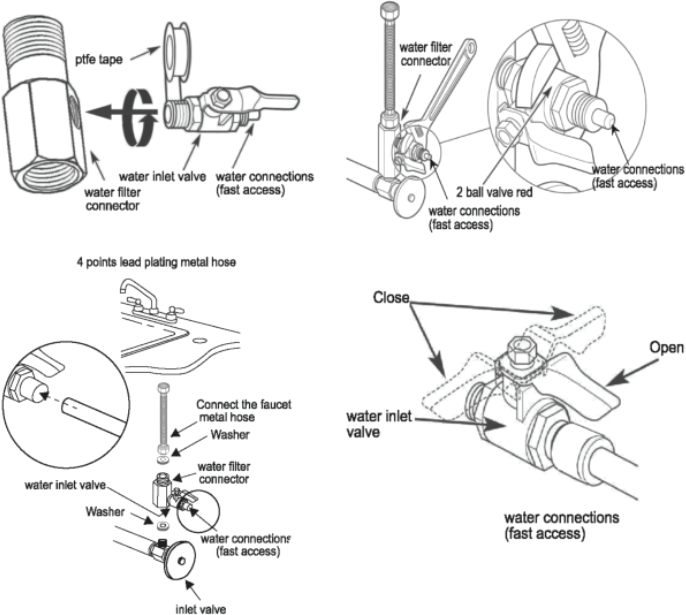 ptfe tape
water inlet valve
water connections
(fast access)
water filter
connector
water filter
connector
water connections
(fast access)
2 ball valve red
water connections
(fast access)
4 points lead plating metal hose
Connect the faucet
metal hose
Washer
water filter
connector
water inlet valve
Washer
water connections
(fast access)
inlet valve
Close
Open
water inlet
valve
water connections
(fast access)